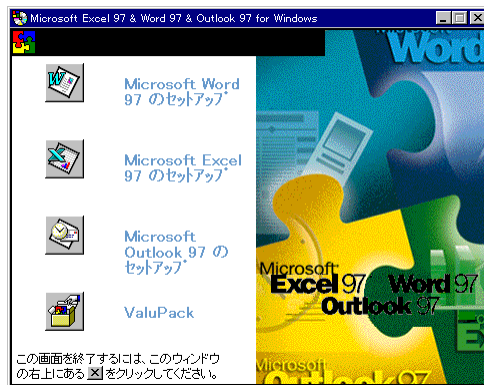 Microsoft Excel 97 & Word 97 & Outlook 97 for Windows
Word
Microsoft Word
97 のセットアップ
Microsoft Excel
97 のセットアップ
Microsoft
Outlook 97 の
セットアップ
ValuPack
Microsoft
Excel 97 Word 97
Outlook 97
Microsoft
Outlook 97
この画面を終了するには、このウィンドウ
の右上にある × をクリックしてください。